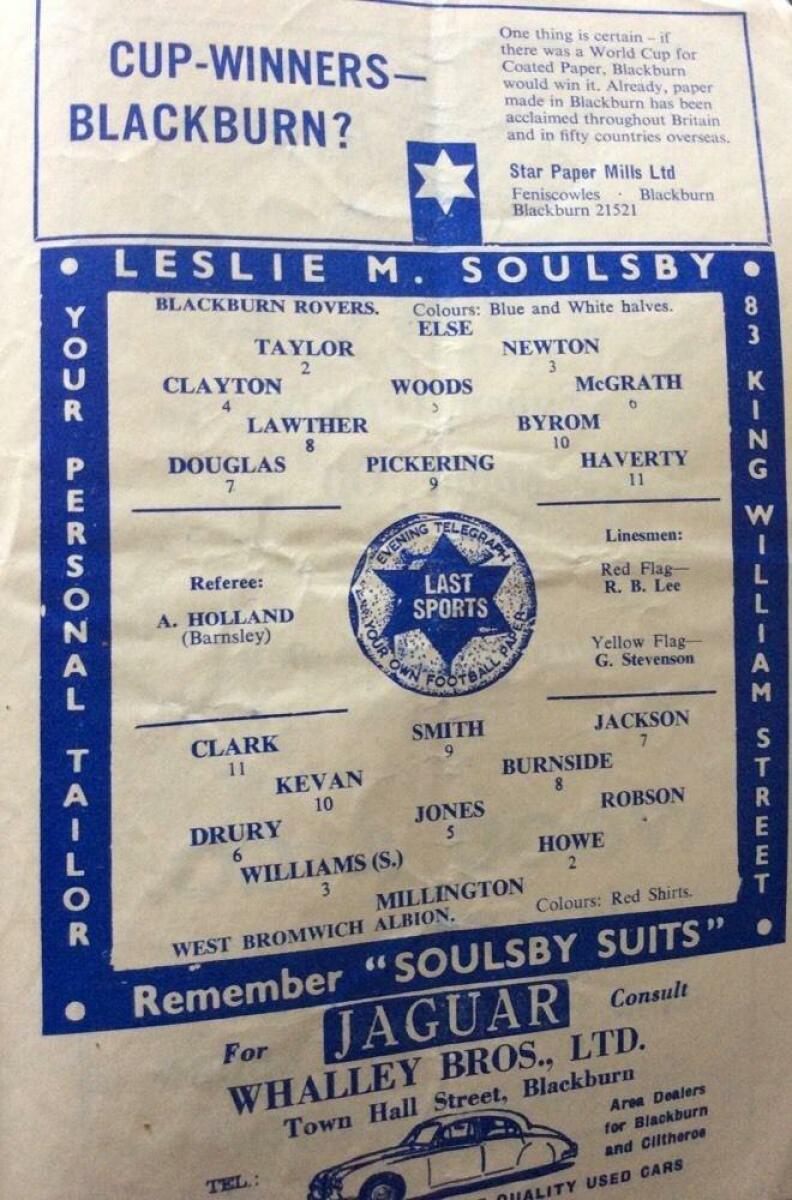 CUP-WINNERS—
BLACKBURN?
One thing is certain – if
there was a World Cup for
Coated Paper, Blackburn
would win it. Already, paper
made in Blackburn has been
acclaimed throughout Britain
and in fifty countries overseas.
Star Paper Mills Ltd
Feniscowles · Blackburn
Blackburn 21521
• LESLIE M. SOULSBY •
YOUR PERSONAL TAILOR
83 KING WILLIAM STREET
BLACKBURN ROVERS. Colours: Blue and White halves.
ELSE
TAYLOR NEWTON
2 3
CLAYTON WOODS McGRATH
4 5 6
LAWTHER BYROM
8 10
DOUGLAS PICKERING HAVERTY
7 9 11
Referee:
A. HOLLAND
(Barnsley)
EVENING TELEGRAPH
LAST
SPORTS
YOUR OWN FOOTBALL PAPER
Linesmen:
Red Flag—
R. B. Lee
Yellow Flag—
G. Stevenson
CLARK SMITH JACKSON
11 9 7
KEVAN BURNSIDE
10 8
DRURY JONES ROBSON
6 5
WILLIAMS (S.) HOWE
3 2
MILLINGTON
WEST BROMWICH ALBION. Colours: Red Shirts.
• Remember "SOULSBY SUITS" •
For JAGUAR Consult
WHALLEY BROS., LTD.
Town Hall Street, Blackburn
Area Dealers
for Blackburn
and Clitheroe
TEL.:
QUALITY USED CARS